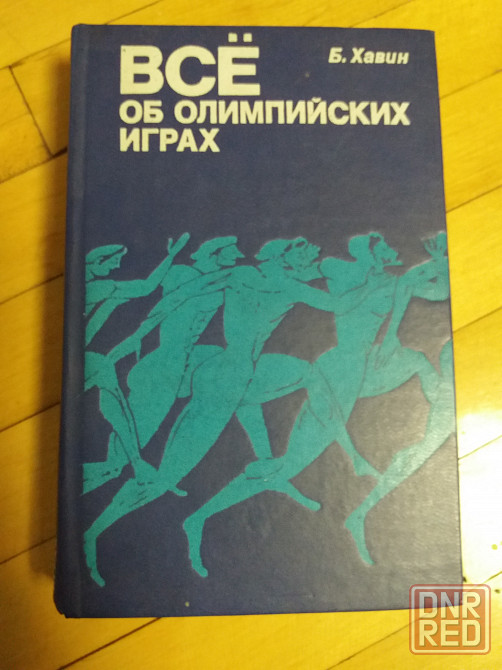 Б. Хавин
ВСЁ
ОБ ОЛИМПИЙСКИХ
ИГРАХ
DNR
RED